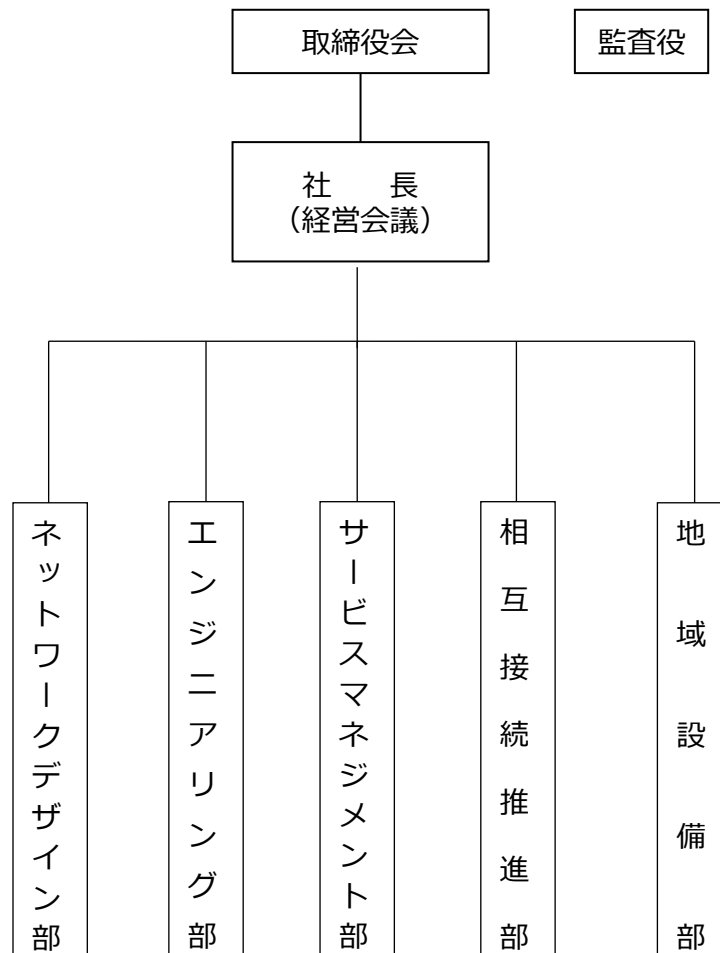 取締役会
監査役
社　　長
（経営会議）
ネットワークデザイン部
エンジニアリング部
サービスマネジメント部
相互接続推進部
地域設備部